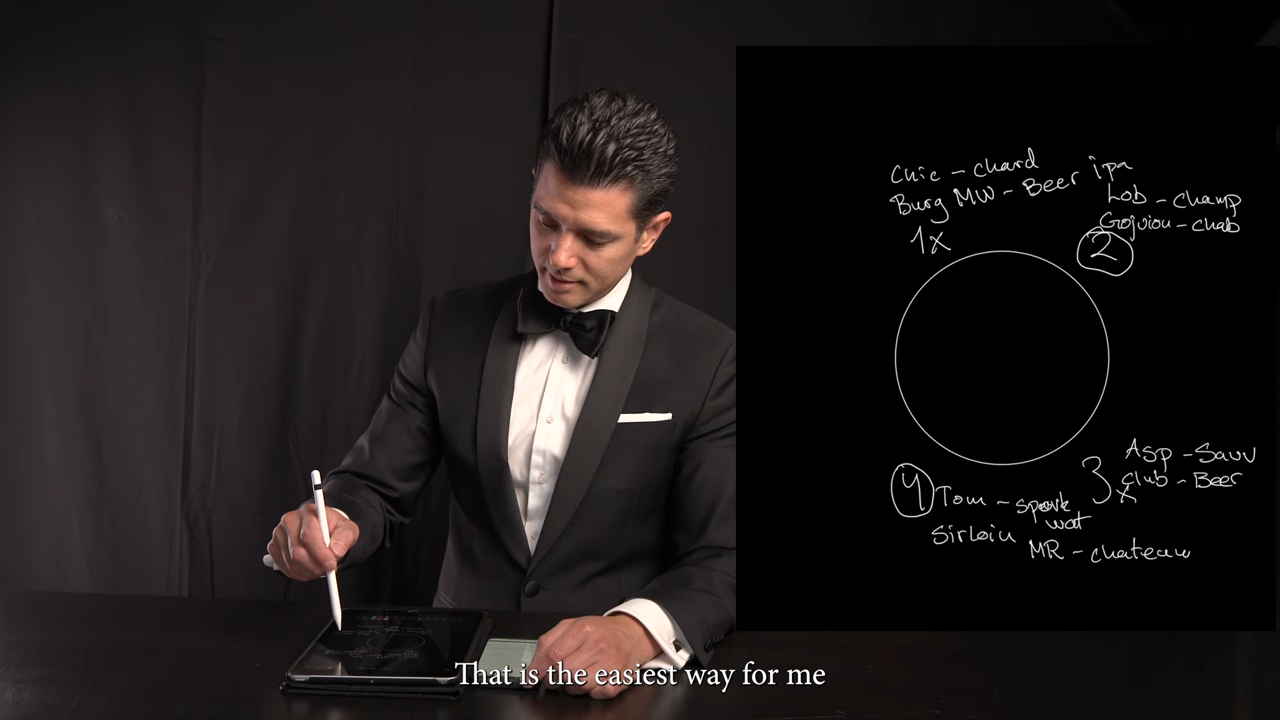 Chic - chard
Burg MW - Beer ipa
1x
Lob - champ
Goujon - chab
2
Asp - Sauv
3 club - Beer
x
4 Tom - spark
wat
Sirloin
MR - chateau
That is the easiest way for me